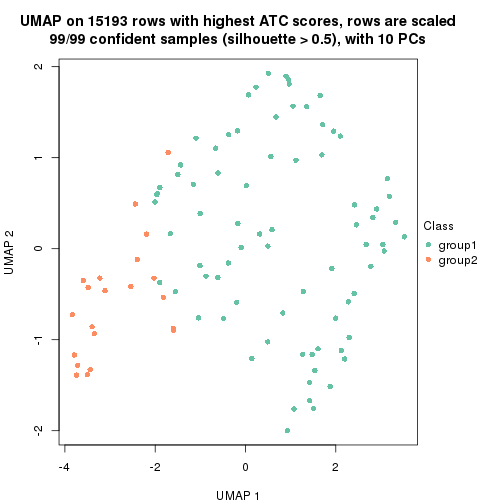 UMAP on 15193 rows with highest ATC scores, rows are scaled
99/99 confident samples (silhouette > 0.5), with 10 PCs
2
1
0
-1
-2
UMAP 2
-4
-2
0
2
UMAP 1
Class
group1
group2